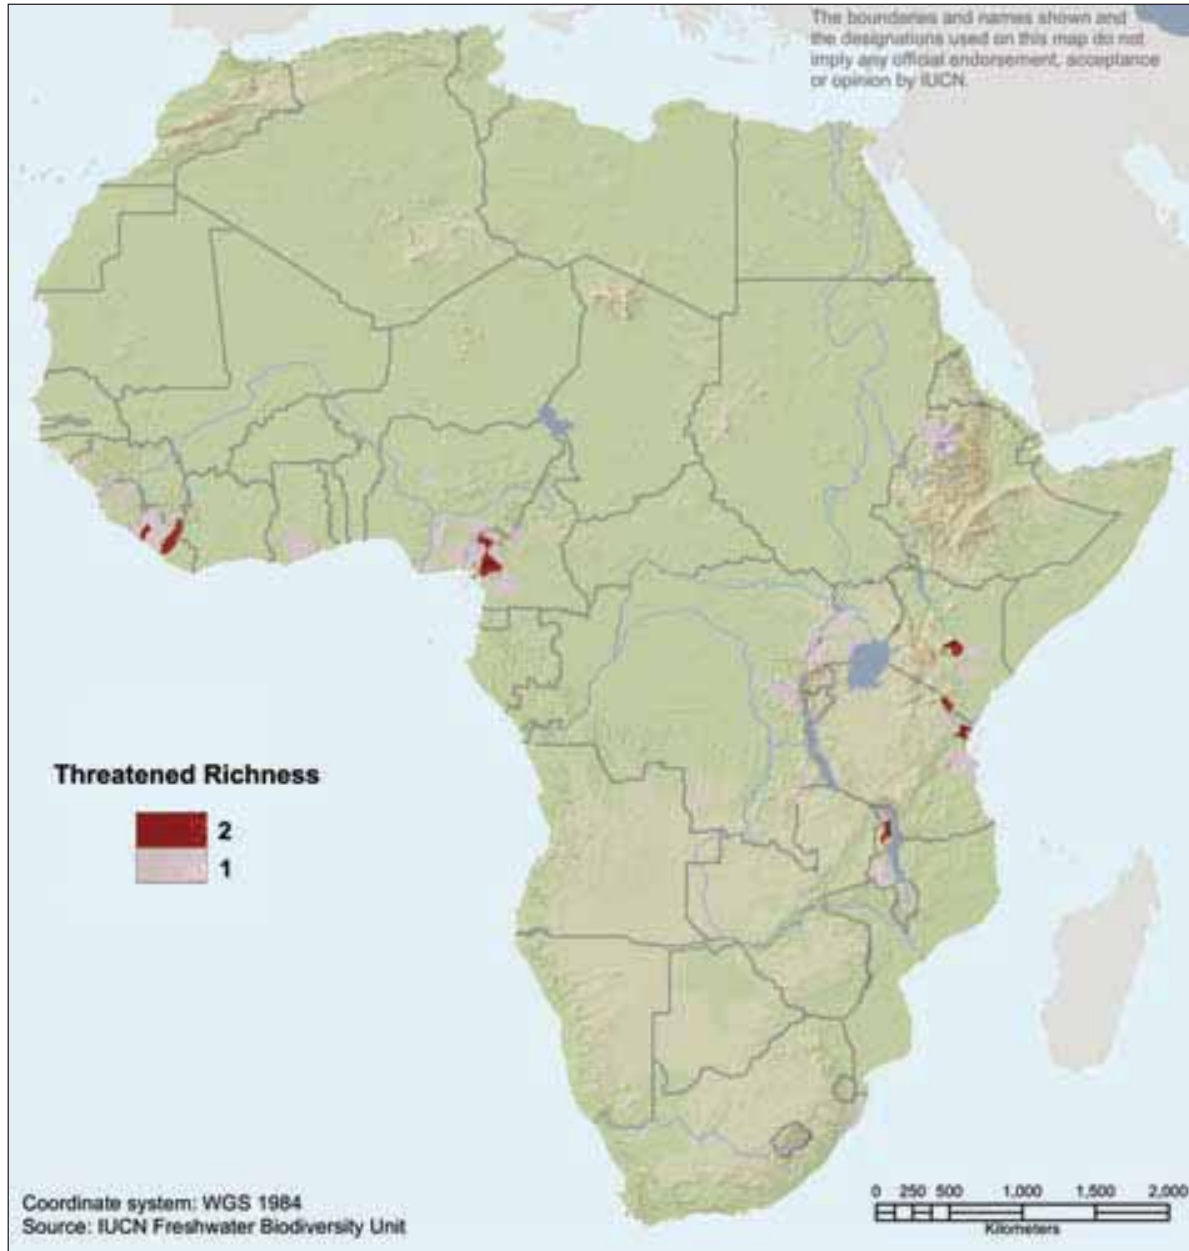 The boundaries and names shown and
the designations used on this map do not
imply any official endorsement, acceptance
or opinion by IUCN.
Threatened Richness
2
1
Coordinate system: WGS 1984
Source: IUCN Freshwater Biodiversity Unit
0 250 500 1,000 1,500 2,000
Kilometers